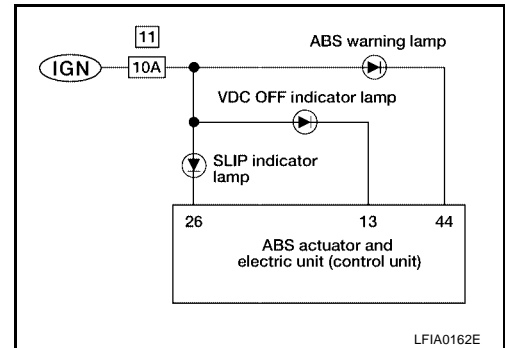 11
ABS warning lamp
IGN
10A
VDC OFF indicator lamp
SLIP indicator
lamp
26
13
44
ABS actuator and
electric unit (control unit)
LFIA0162E